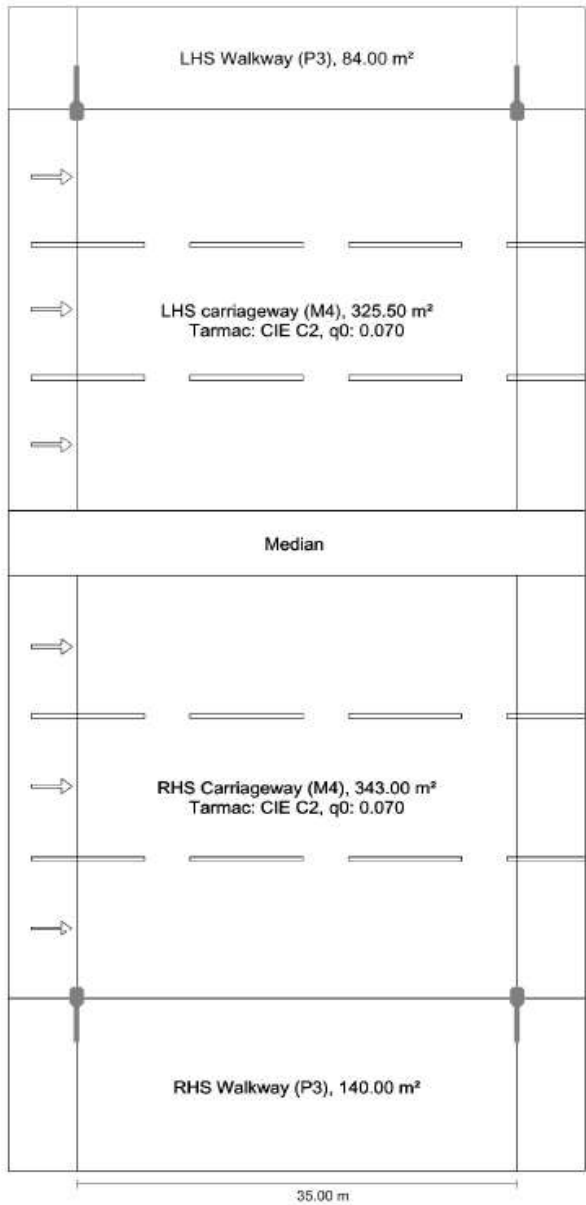 LHS Walkway (P3), 84.00 m²
LHS carriageway (M4), 325.50 m²
Tarmac: CIE C2, q0: 0.070
Median
RHS Carriageway (M4), 343.00 m²
Tarmac: CIE C2, q0: 0.070
RHS Walkway (P3), 140.00 m²
35.00 m